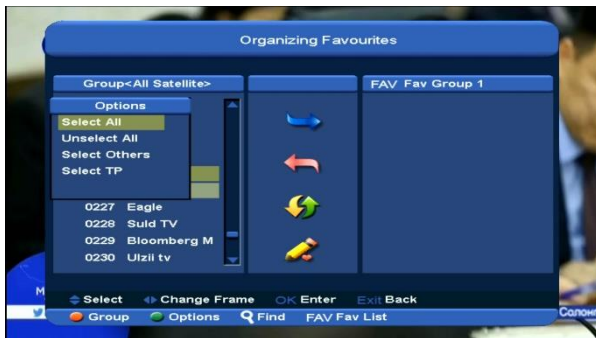 Organizing Favourites
Group<All Satellite>
FAV Fav Group 1
Options
Select All
Unselect All
Select Others
Select TP
0227 Eagle
0228 Suld TV
0229 Bloomberg M
0230 Ulzii tv
Select Change Frame OK Enter Exit Back
Group Options Find FAV Fav List
M
Солонг